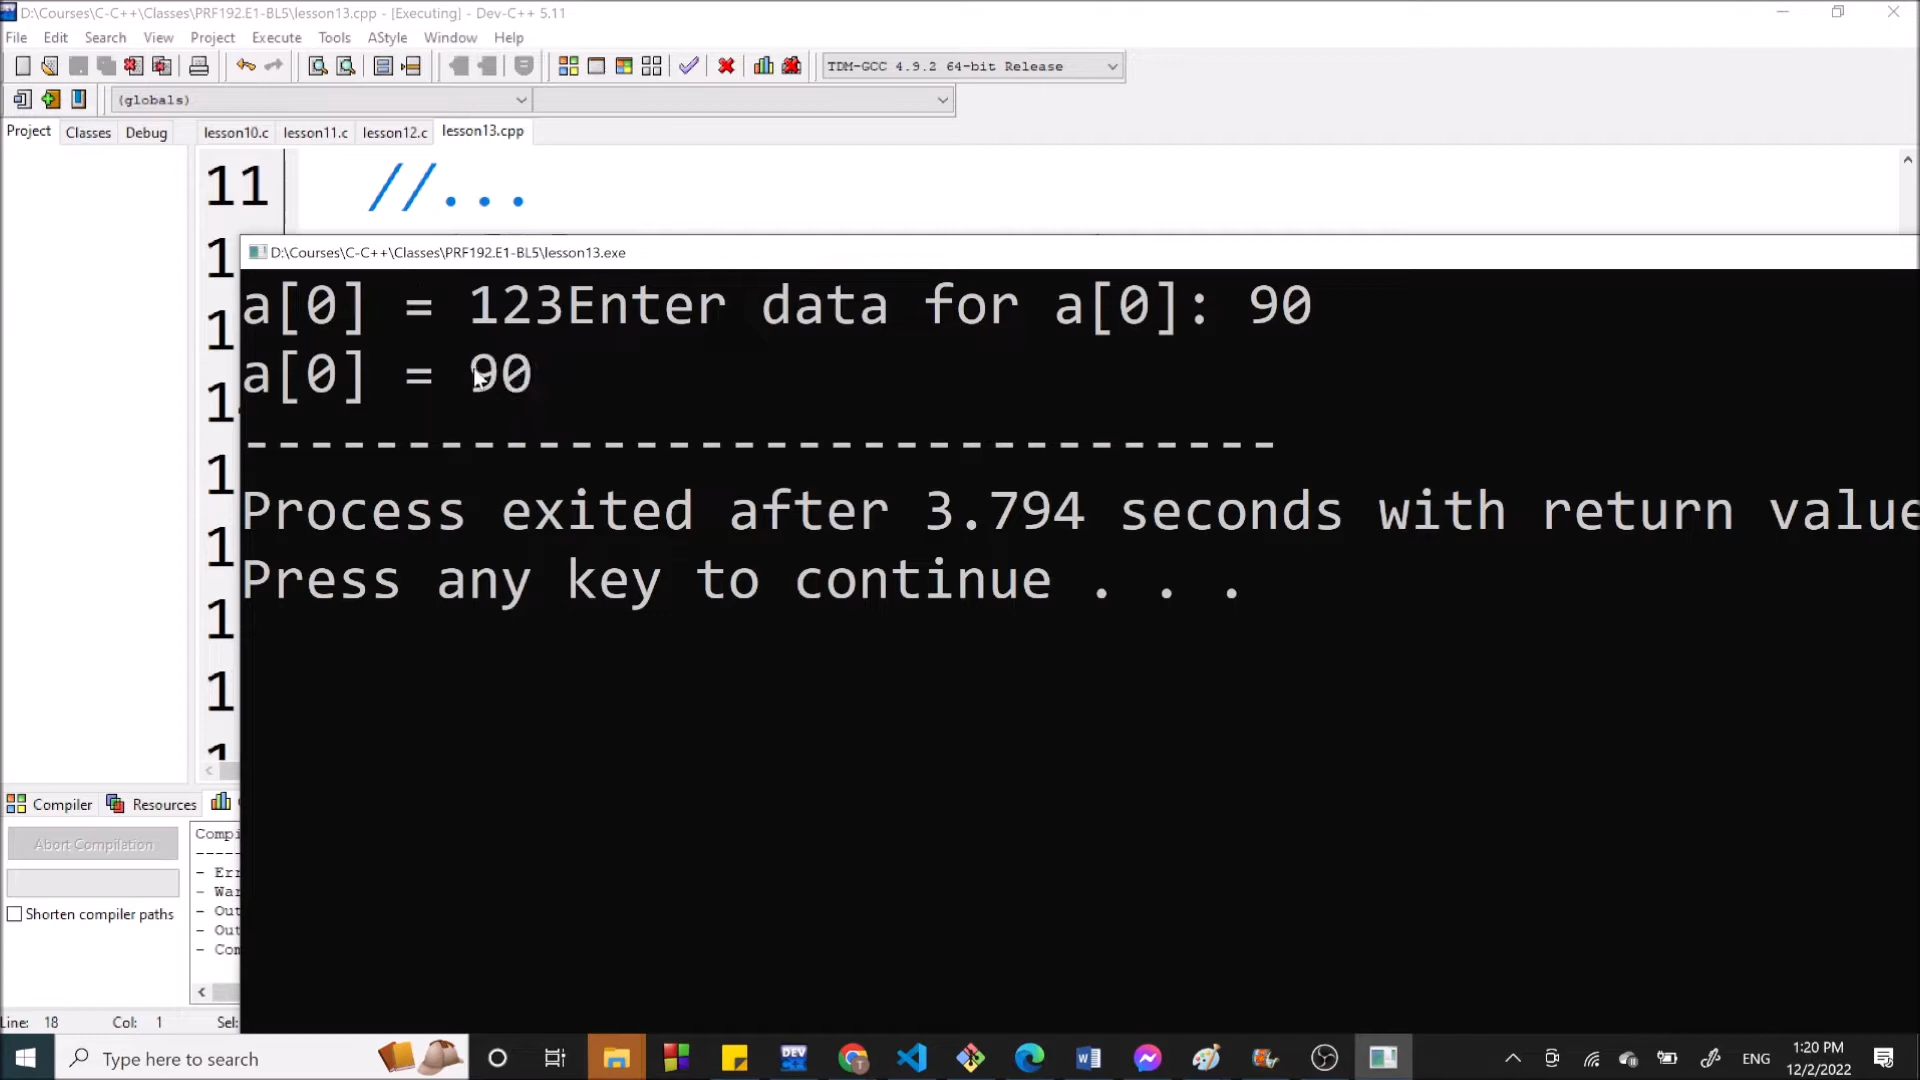 D:\Courses\C-C++\Classes\PRF192.E1-BL5\lesson13.cpp - [Executing] - Dev-C++ 5.11
File Edit Search View Project Execute Tools AStyle Window Help
TDM-GCC 4.9.2 64-bit Release
(globals)
Project Classes Debug lesson10.c lesson11.c lesson12.c lesson13.cpp
11 //...
D:\Courses\C-C++\Classes\PRF192.E1-BL5\lesson13.exe
a[0] = 123Enter data for a[0]: 90
a[0] = 90
--------------------------------
Process exited after 3.794 seconds with return value
Press any key to continue . . .
Compiler Resources
Abort Compilation
Shorten compiler paths
Line: 18 Col: 1 Sel:
Type here to search
DEV
ENG
1:20 PM
12/2/2022